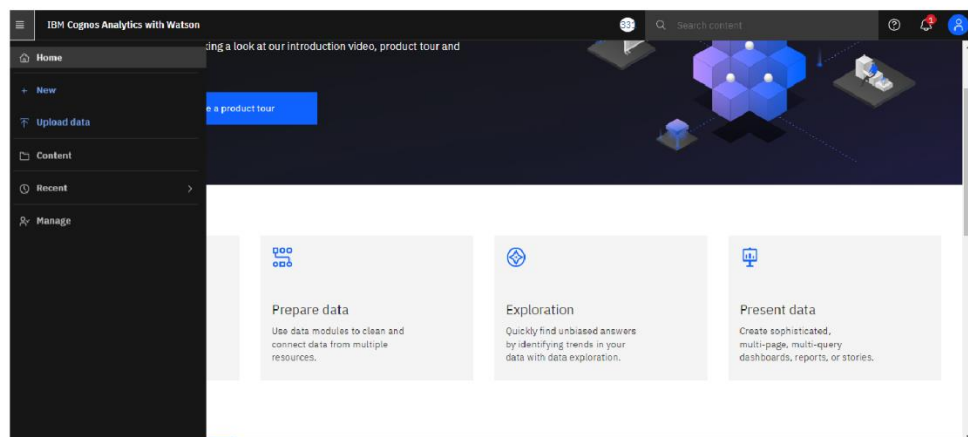 IBM Cognos Analytics with Watson
Search content
Home
New
Upload data
Content
Recent
Manage
ing a look at our introduction video, product tour and
e a product tour
Prepare data
Use data modules to clean and
connect data from multiple
resources.
Exploration
Quickly find unbiased answers
by identifying trends in your
data with data exploration.
Present data
Create sophisticated,
multi-page, multi-query
dashboards, reports, or stories.